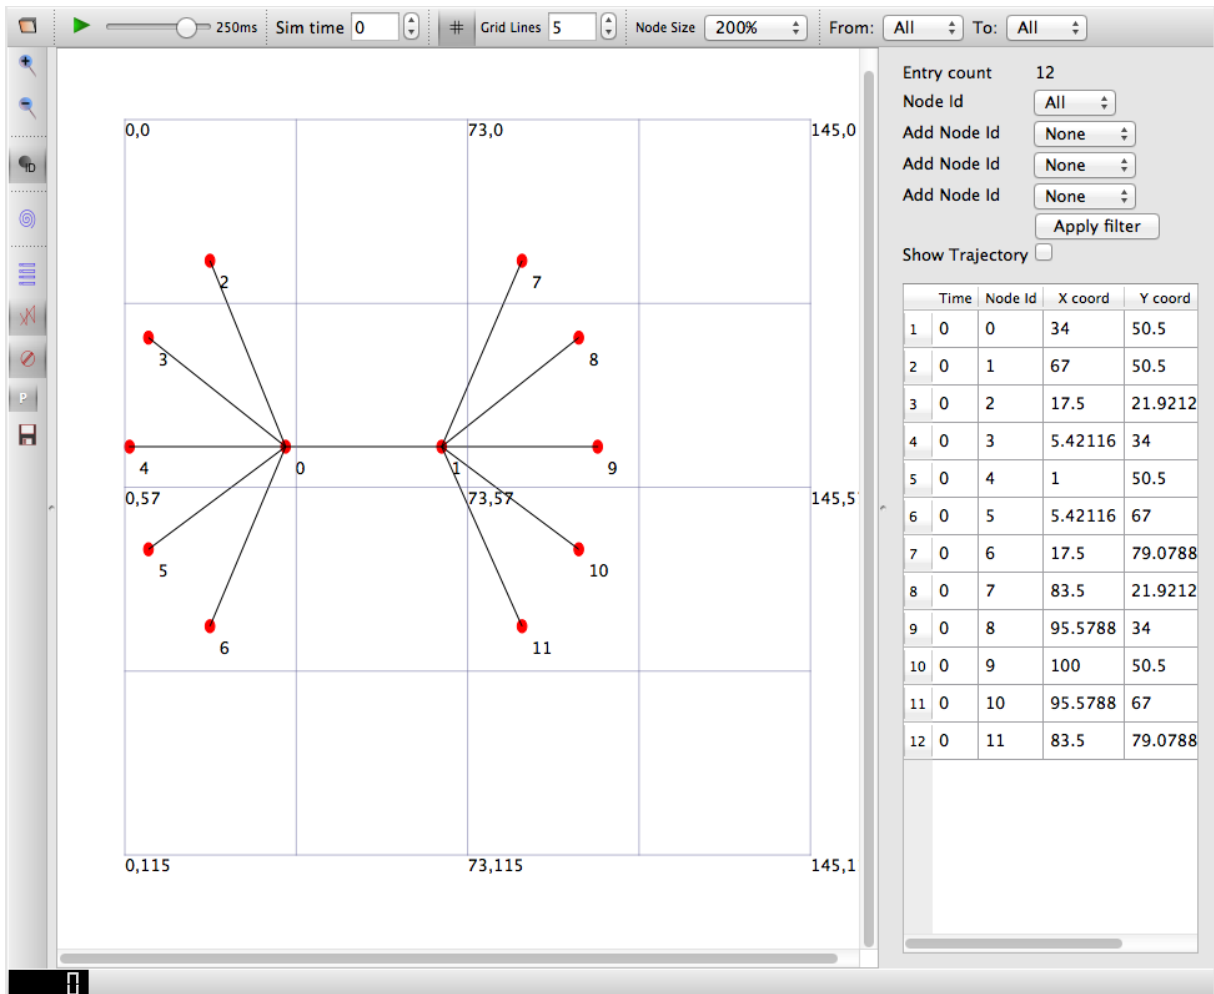 250ms Sim time 0 # Grid Lines 5 Node Size 200% From: All To: All
ID
P
0,0 73,0 145,0
2 7
3 8
4 0 1 9
0,57 73,57 145,5
5 10
6 11
0,115 73,115 145,1
Entry count 12
Node Id All
Add Node Id None
Add Node Id None
Add Node Id None
Apply filter
Show Trajectory
Time Node Id X coord Y coord
1 0 0 34 50.5
2 0 1 67 50.5
3 0 2 17.5 21.9212
4 0 3 5.42116 34
5 0 4 1 50.5
6 0 5 5.42116 67
7 0 6 17.5 79.0788
8 0 7 83.5 21.9212
9 0 8 95.5788 34
10 0 9 100 50.5
11 0 10 95.5788 67
12 0 11 83.5 79.0788
0